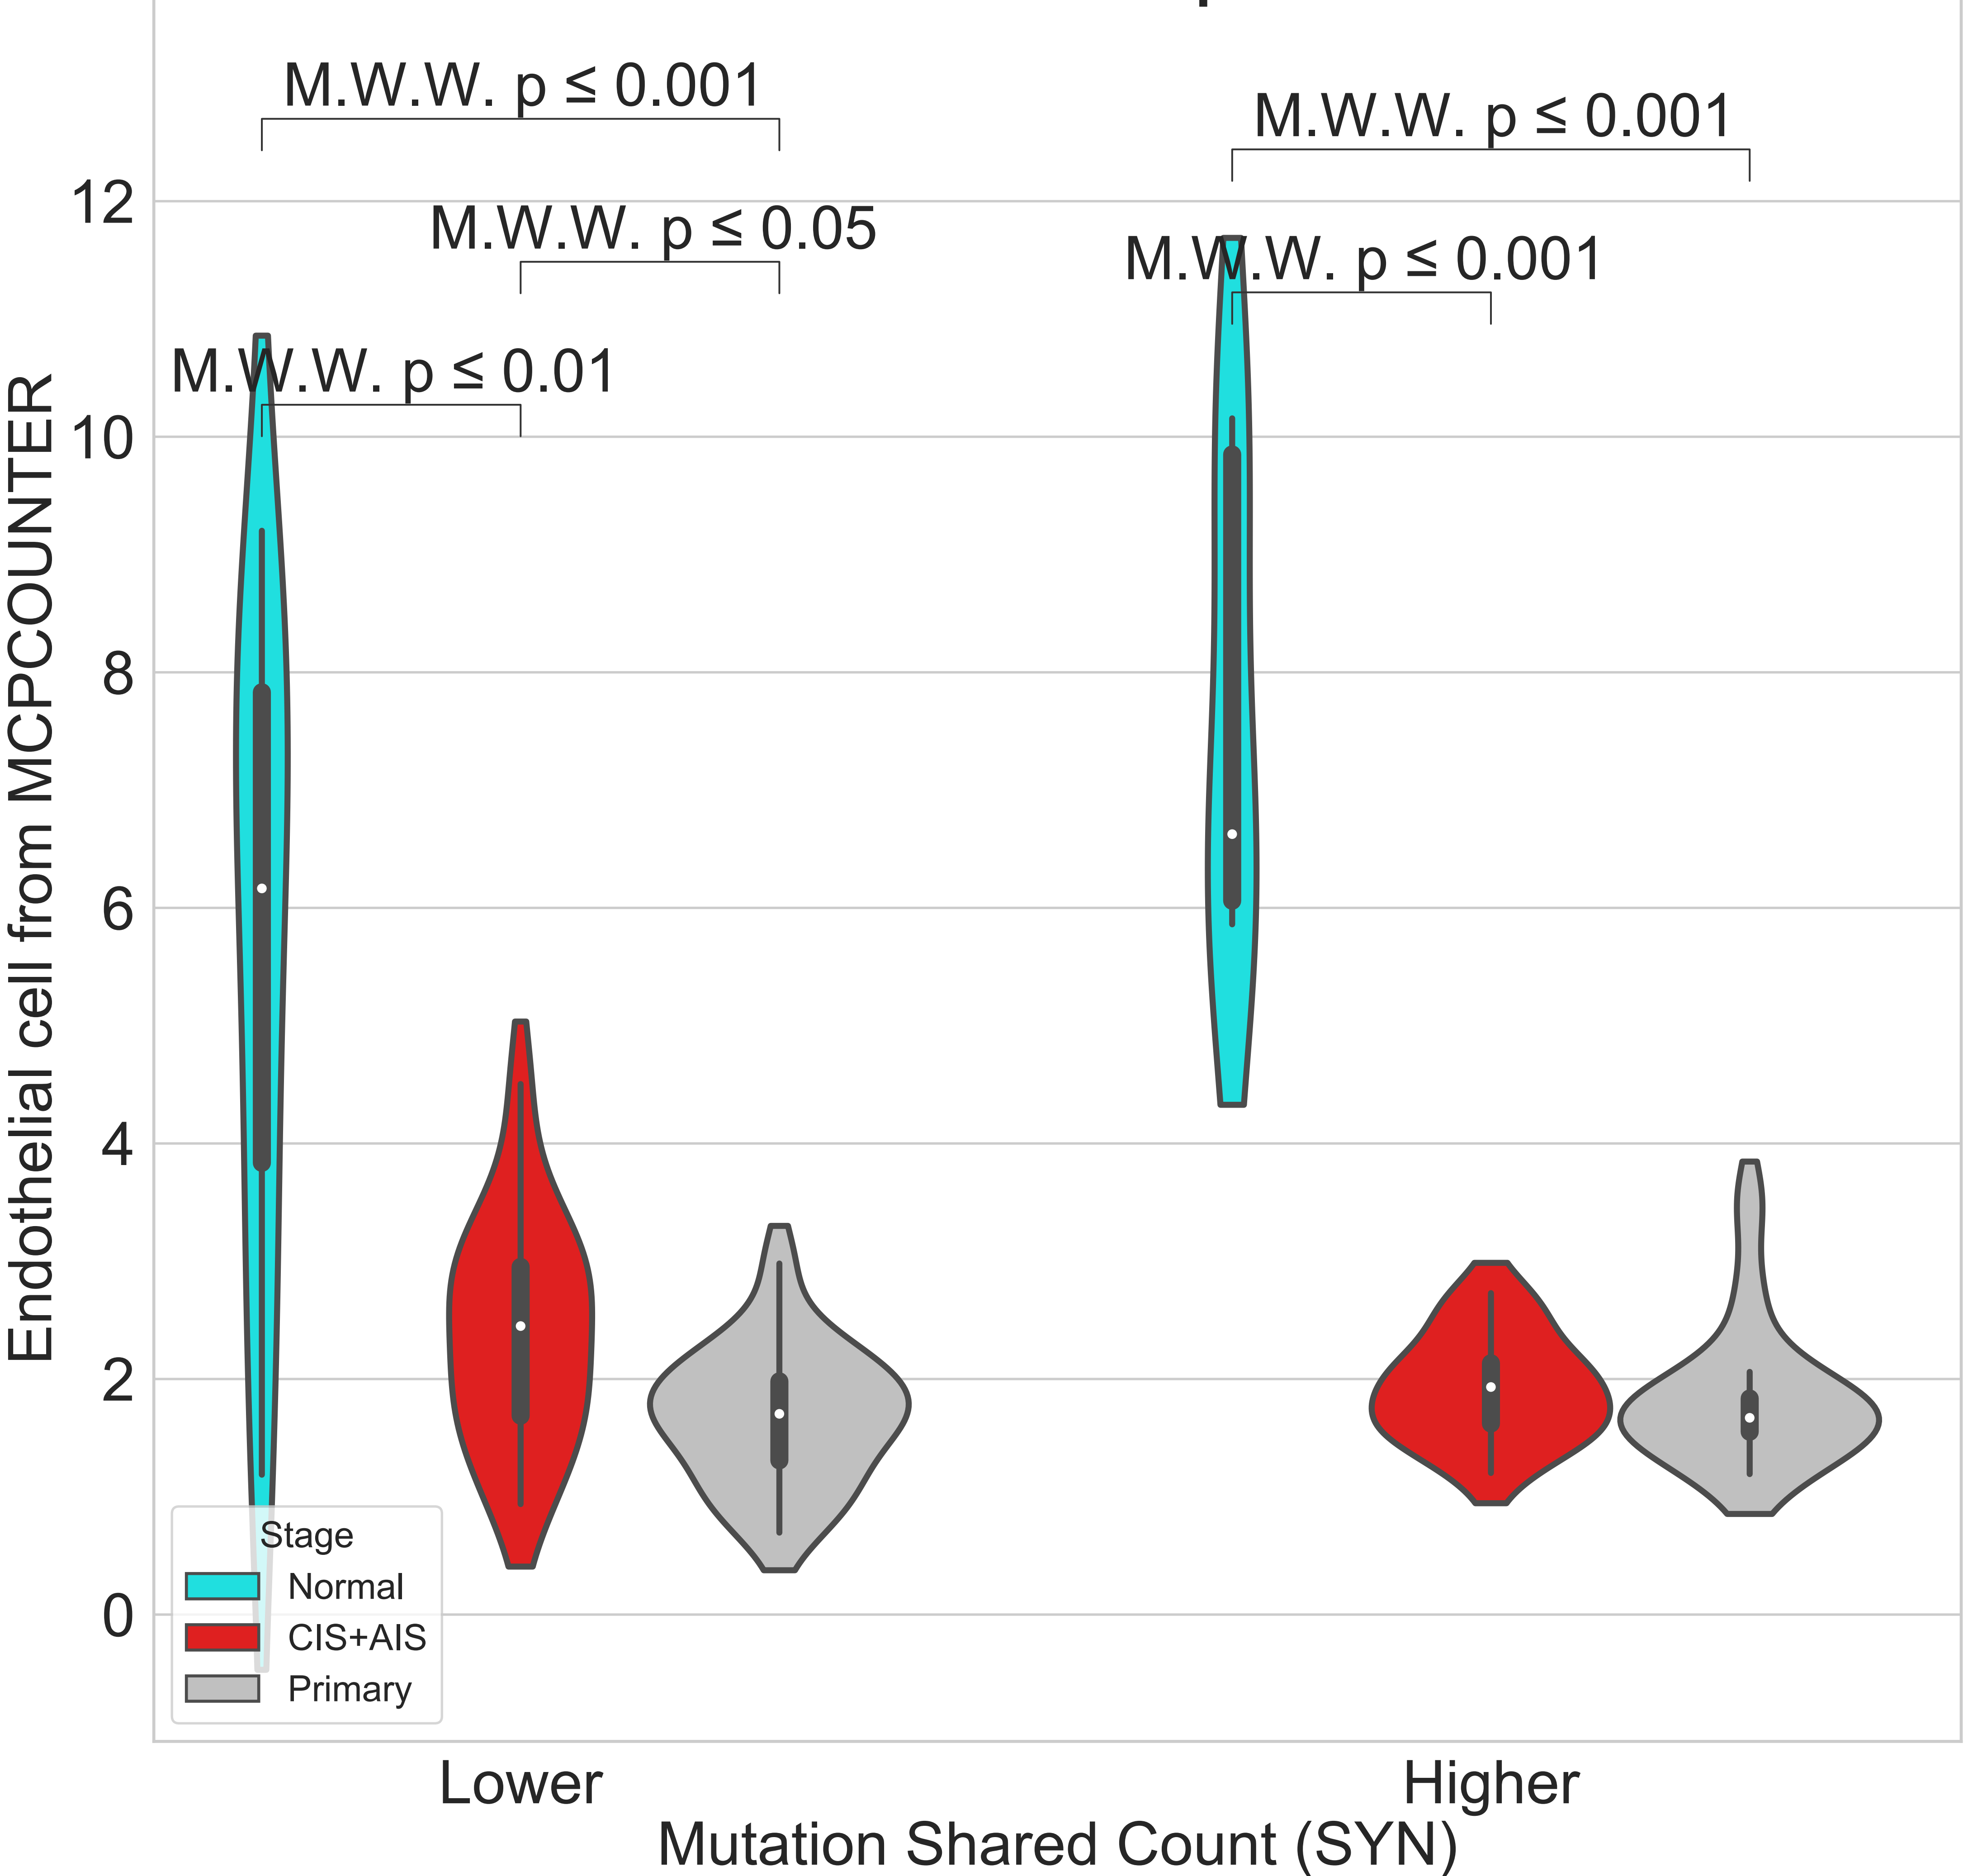 M.W.W. p ≤ 0.001
M.W.W. p ≤ 0.001
M.W.W. p ≤ 0.05
M.W.W. p ≤ 0.001
M.W.W. p ≤ 0.01
Endothelial cell from MCPCOUNTER
12
10
8
6
4
2
0
Stage
Normal
CIS+AIS
Primary
Lower
Higher
Mutation Shared Count (SYN)